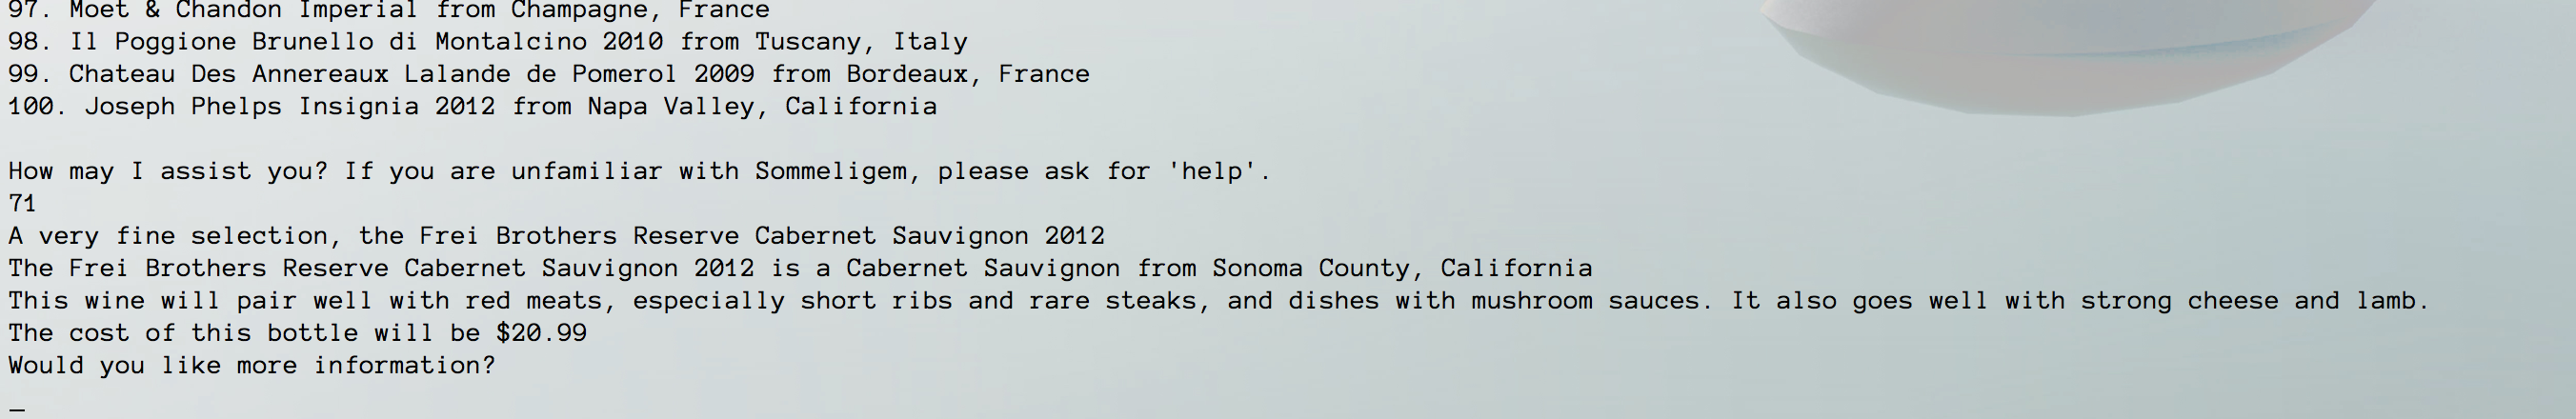 97. Moet & Chandon Imperial from Champagne, France
98. Il Poggione Brunello di Montalcino 2010 from Tuscany, Italy
99. Chateau Des Annereaux Lalande de Pomerol 2009 from Bordeaux, France
100. Joseph Phelps Insignia 2012 from Napa Valley, California
How may I assist you? If you are unfamiliar with Sommeligem, please ask for 'help'.
71
A very fine selection, the Frei Brothers Reserve Cabernet Sauvignon 2012
The Frei Brothers Reserve Cabernet Sauvignon 2012 is a Cabernet Sauvignon from Sonoma County, California
This wine will pair well with red meats, especially short ribs and rare steaks, and dishes with mushroom sauces. It also goes well with strong cheese and lamb.
The cost of this bottle will be $20.99
Would you like more information?
_